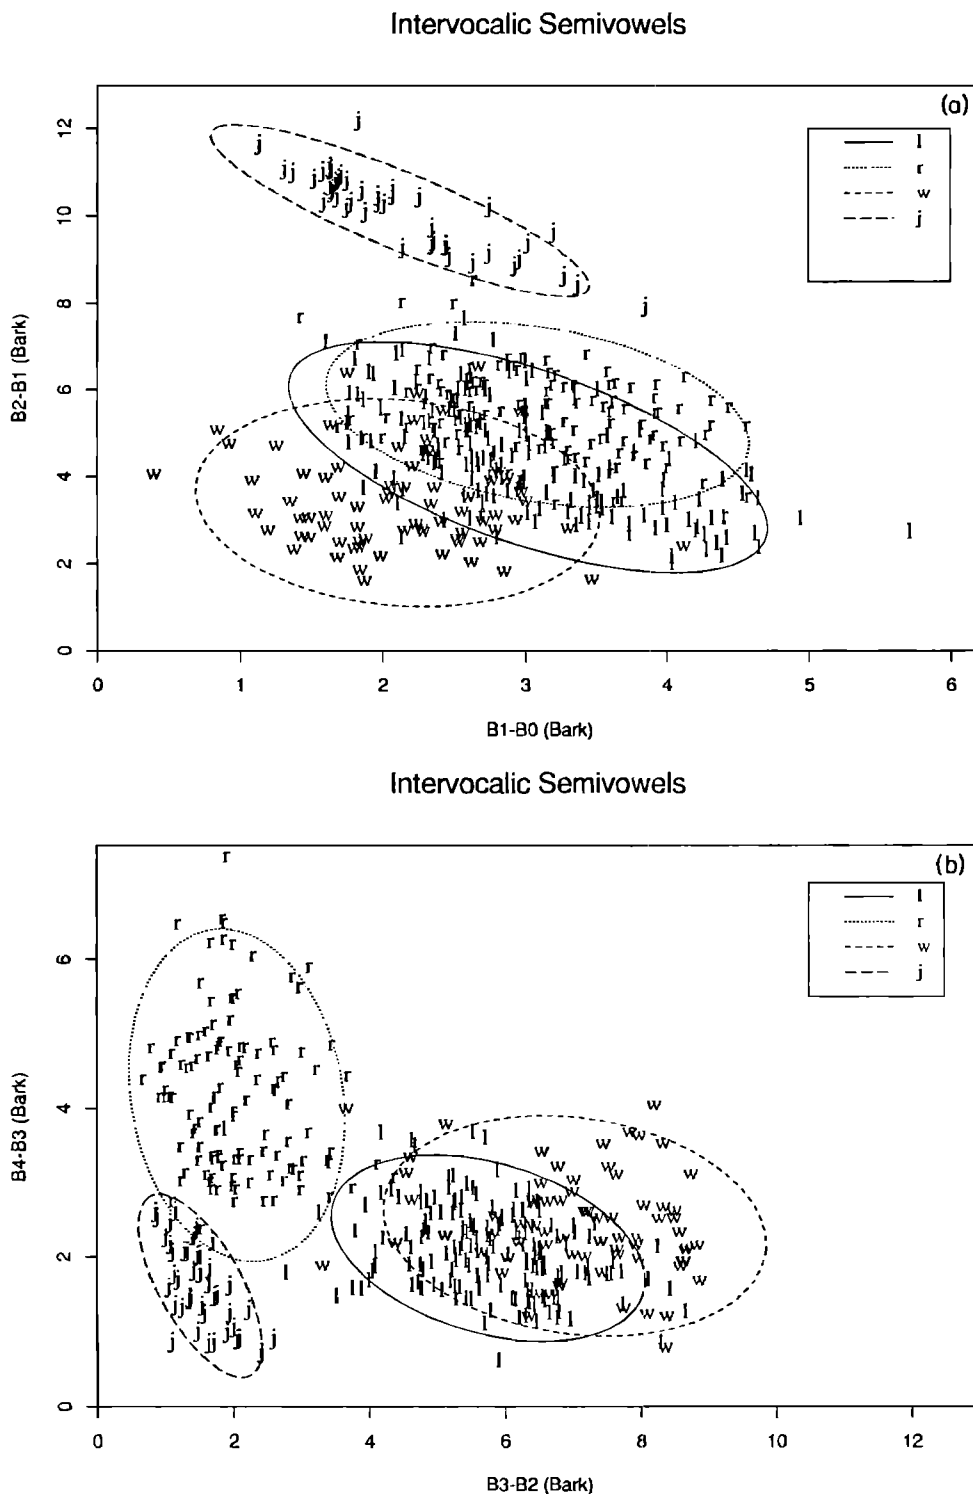 Intervocalic Semivowels
(a)
l
r
w
j
12
10
8
6
4
2
0
B2-B1 (Bark)
0 1 2 3 4 5 6
B1-B0 (Bark)
Intervocalic Semivowels
(b)
l
r
w
j
6
4
2
0
B4-B3 (Bark)
0 2 4 6 8 10 12
B3-B2 (Bark)